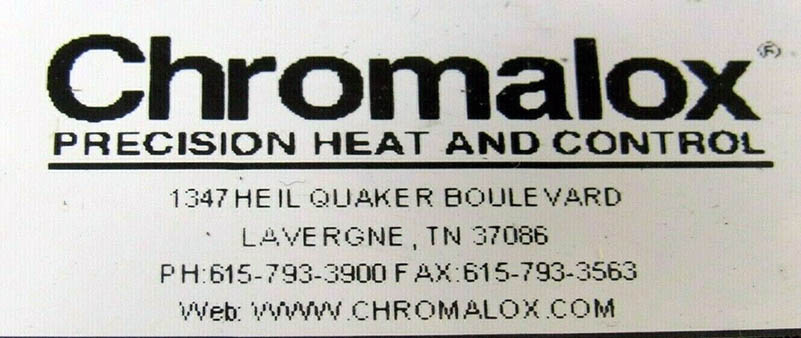 Chromalox®
PRECISION HEAT AND CONTROL
1347 HEIL QUAKER BOULEVARD
LAVERGNE, TN 37086
PH:615-793-3900 FAX:615-793-3563
Web: WWW.CHROMALOX.COM